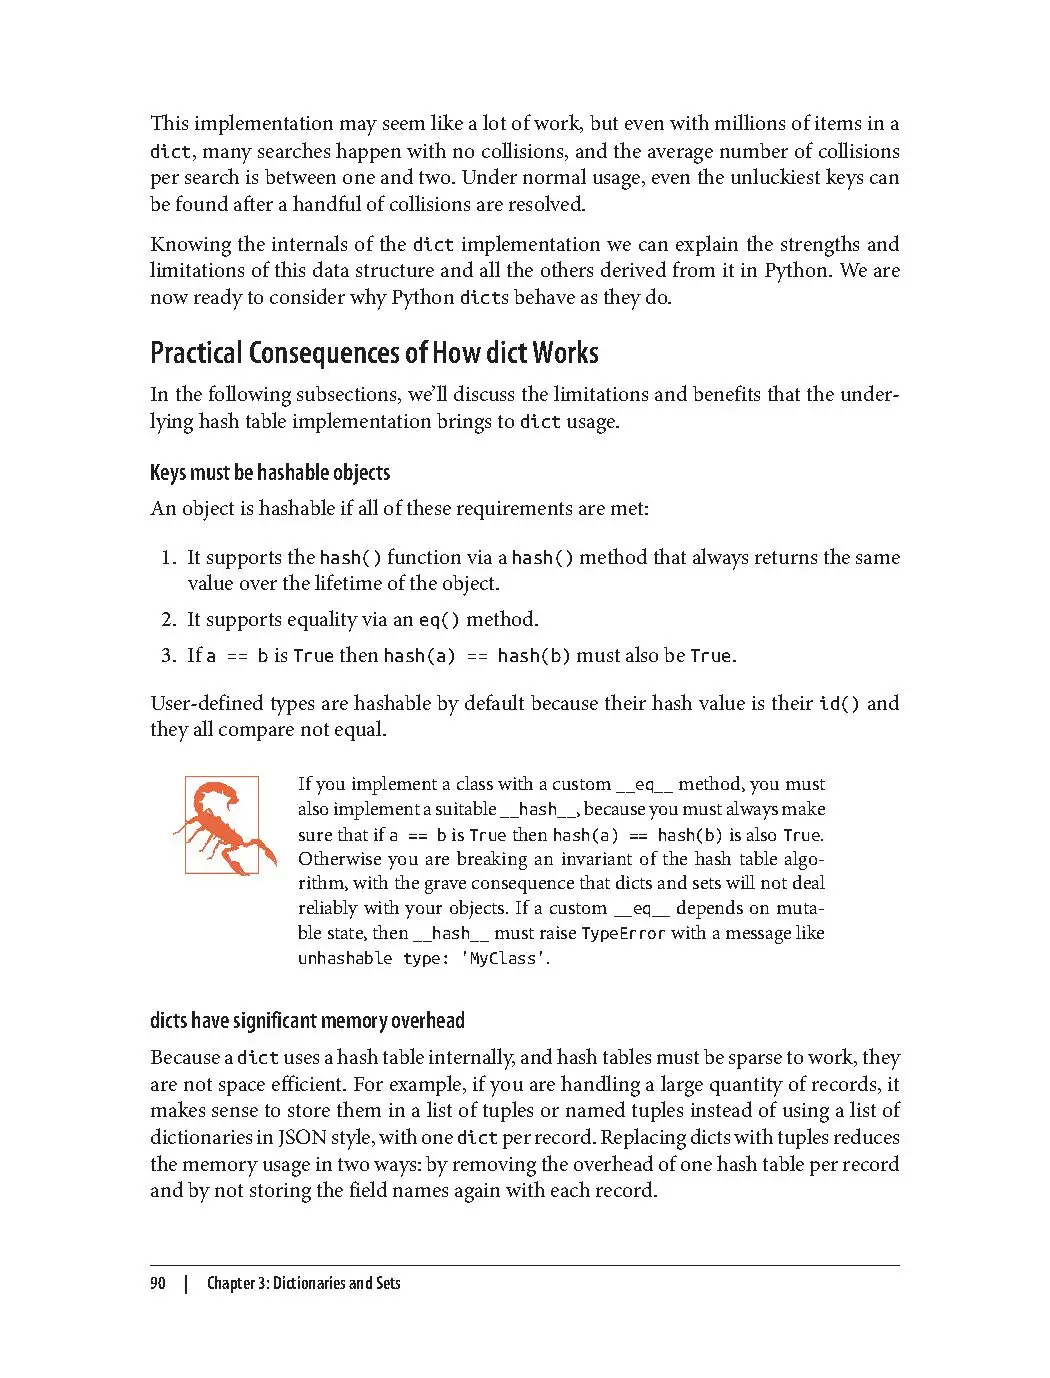 This implementation may seem like a lot of work, but even with millions of items in a
dict, many searches happen with no collisions, and the average number of collisions
per search is between one and two. Under normal usage, even the unluckiest keys can
be found after a handful of collisions are resolved.
Knowing the internals of the dict implementation we can explain the strengths and
limitations of this data structure and all the others derived from it in Python. We are
now ready to consider why Python dicts behave as they do.
Practical Consequences of How dict Works
In the following subsections, we’ll discuss the limitations and benefits that the under-
lying hash table implementation brings to dict usage.
Keys must be hashable objects
An object is hashable if all of these requirements are met:
1. It supports the hash() function via a hash() method that always returns the same
value over the lifetime of the object.
2. It supports equality via an eq() method.
3. If a == b is True then hash(a) == hash(b) must also be True.
User-defined types are hashable by default because their hash value is their id() and
they all compare not equal.
If you implement a class with a custom __eq__ method, you must
also implement a suitable __hash__, because you must always make
sure that if a == b is True then hash(a) == hash(b) is also True.
Otherwise you are breaking an invariant of the hash table algo-
rithm, with the grave consequence that dicts and sets will not deal
reliably with your objects. If a custom __eq__ depends on muta-
ble state, then __hash__ must raise TypeError with a message like
unhashable type: 'MyClass'.
dicts have significant memory overhead
Because a dict uses a hash table internally, and hash tables must be sparse to work, they
are not space efficient. For example, if you are handling a large quantity of records, it
makes sense to store them in a list of tuples or named tuples instead of using a list of
dictionaries in JSON style, with one dict per record. Replacing dicts with tuples reduces
the memory usage in two ways: by removing the overhead of one hash table per record
and by not storing the field names again with each record.
90 | Chapter 3: Dictionaries and Sets